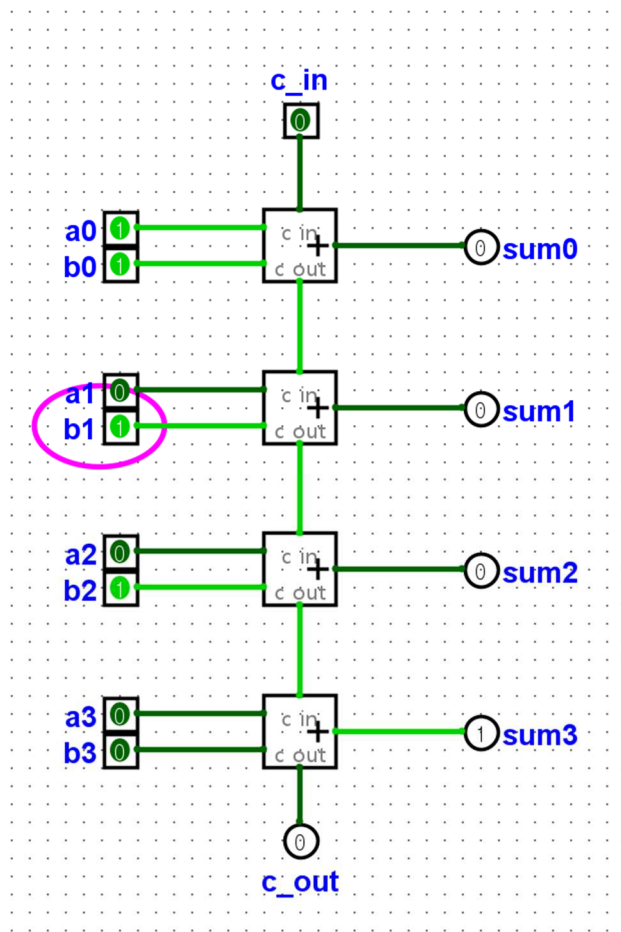 c_in
0
a0 1
c in
+
0 sum0
b0 1
c out
a1 0
c in
+
0 sum1
b1 1
c out
a2 0
c in
+
0 sum2
b2 1
c out
a3 0
c in
+
1 sum3
b3 0
c out
0
c_out